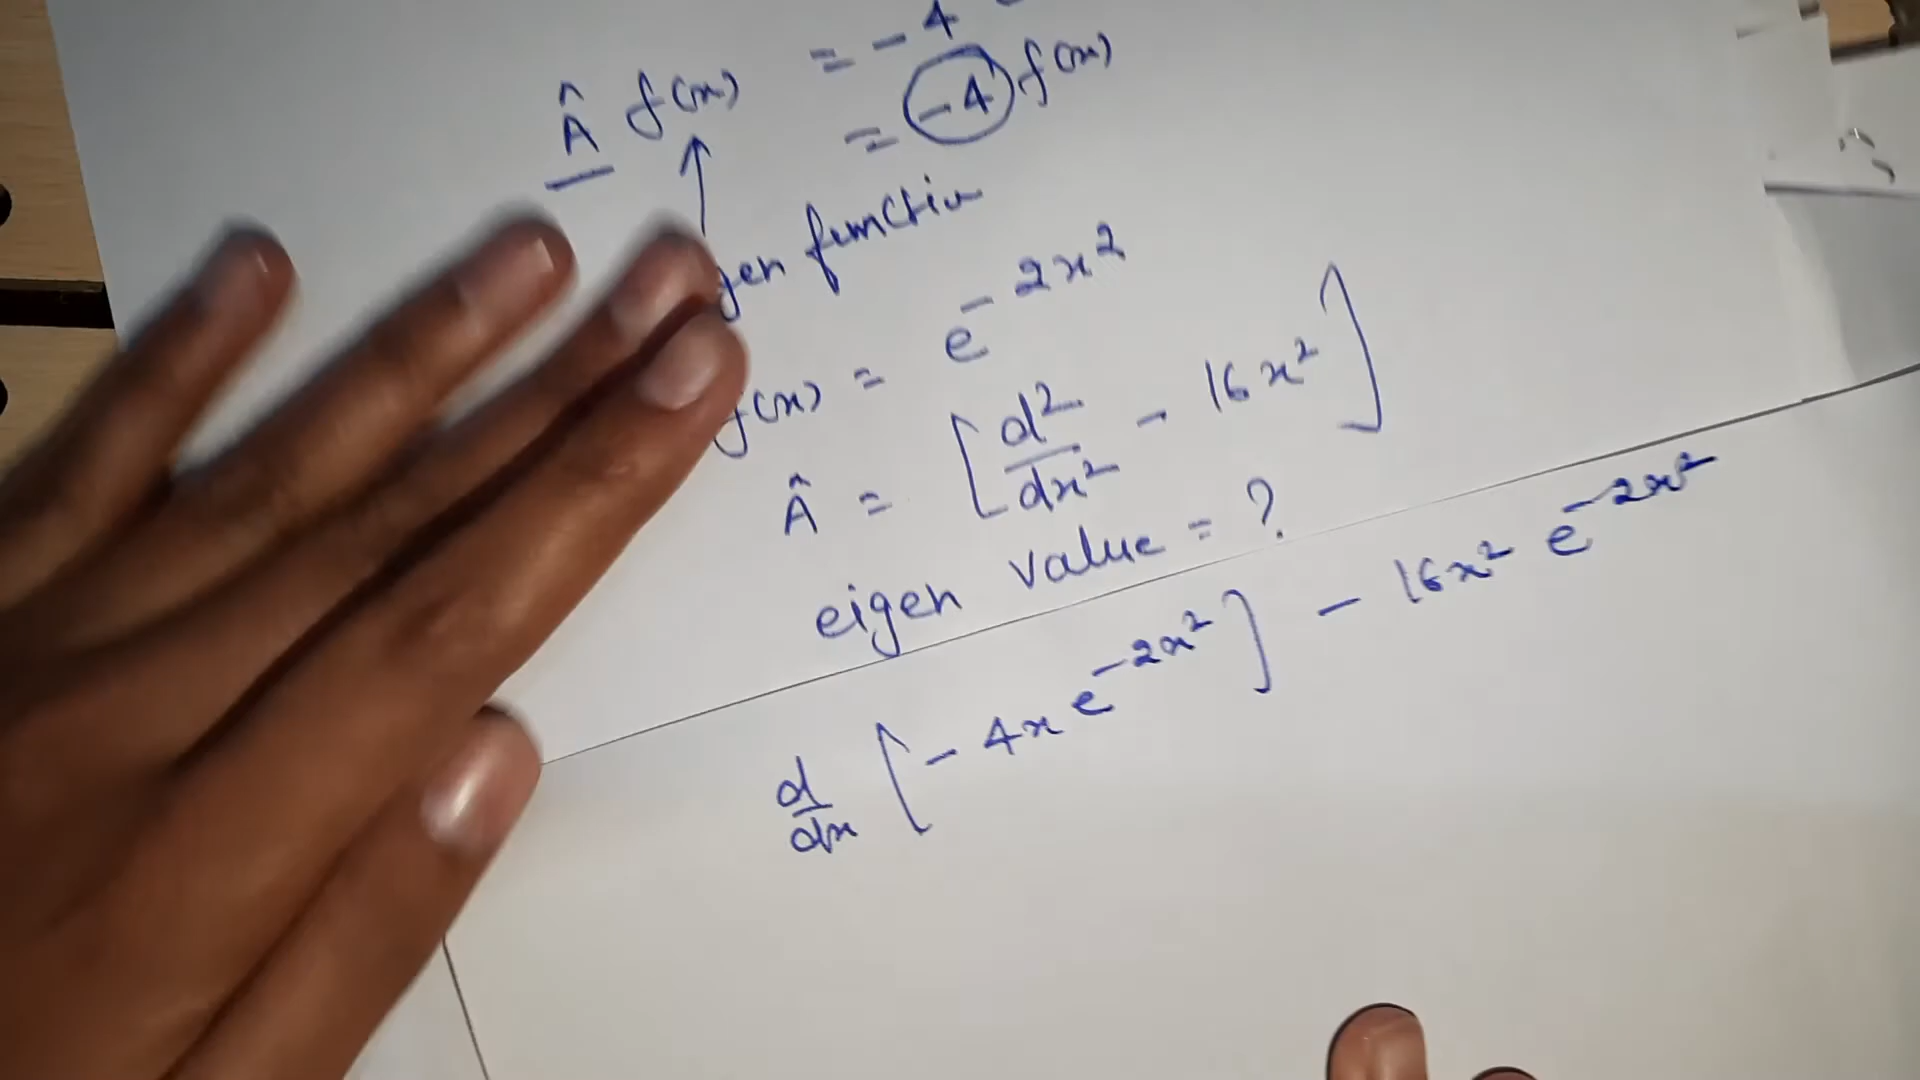 = - 4
Â f(x) = -4 f(x)
function
f(x) = e^{-2x^2}
Â = [d^2/dx^2 - 16x^2]
eigen value = ?
d/dx [-4x e^{-2x^2}] - 16x^2 e^{-2x^2}